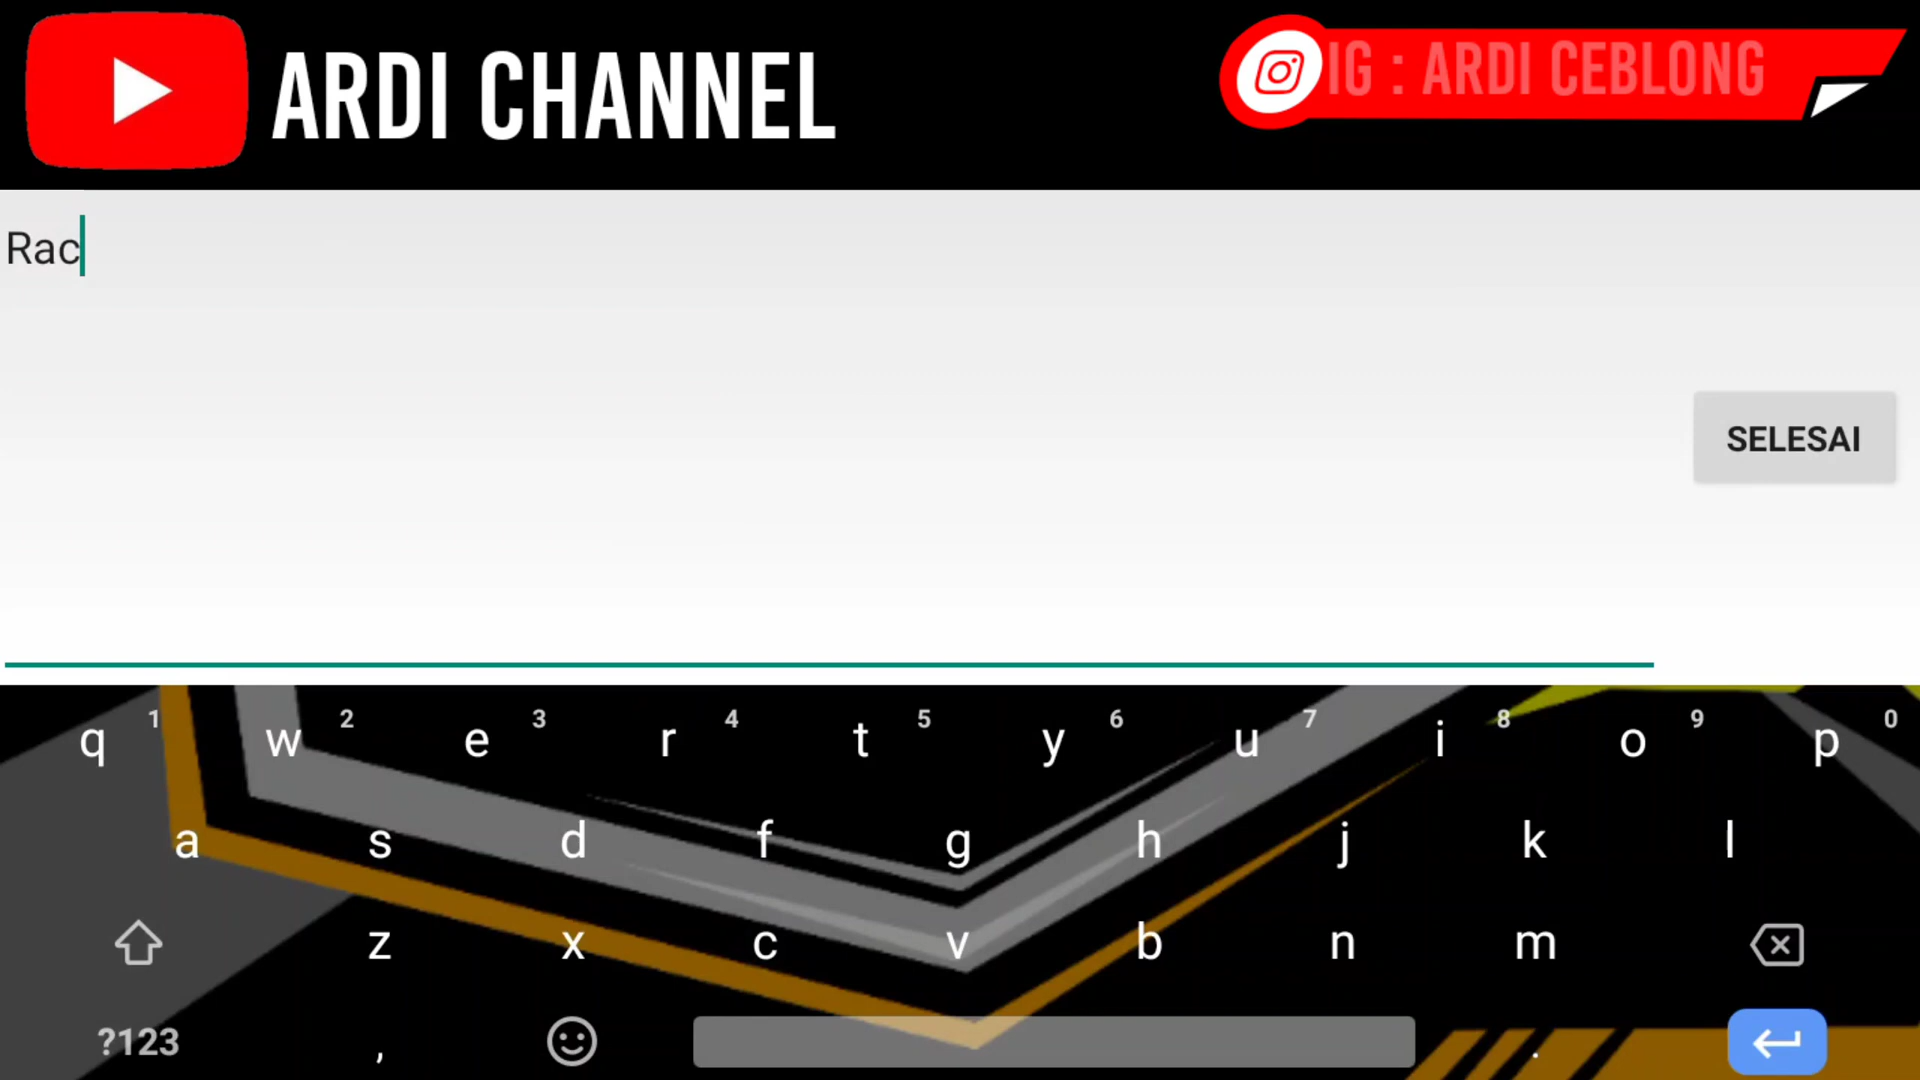 ARDI CHANNEL
IG : ARDI CEBLONG
Rac
SELESAI
q 1 w 2 e 3 r 4 t 5 y 6 u 7 i 8 o 9 p 0
a s d f g h j k l
z x c v b n m
?123 , .